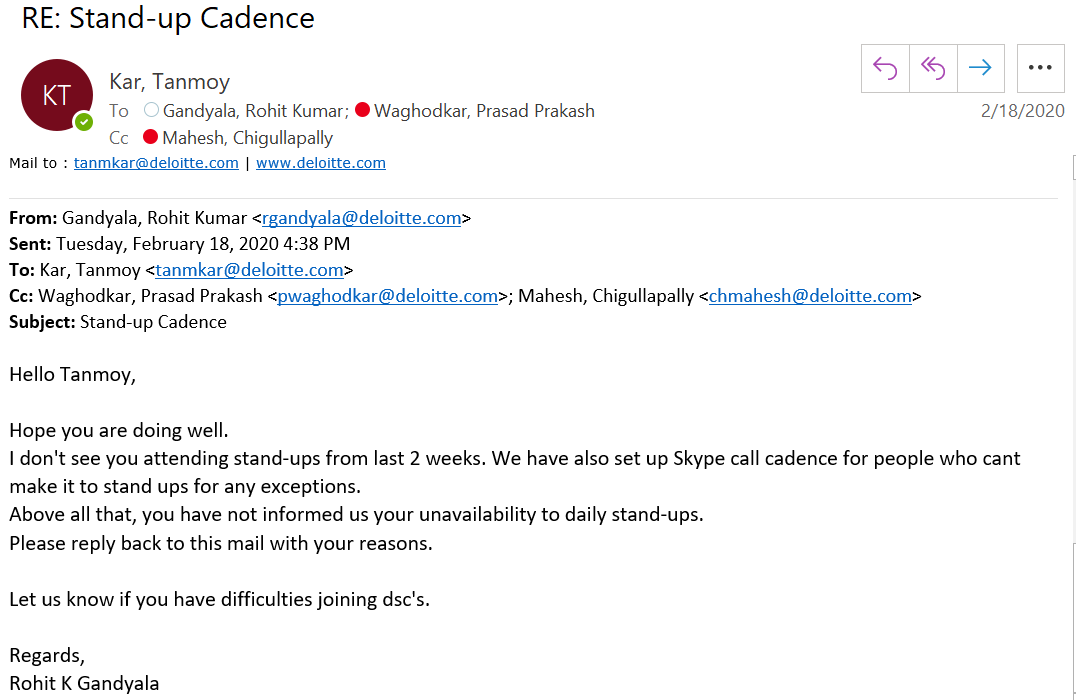 RE: Stand-up Cadence
KT
Kar, Tanmoy
To Gandyala, Rohit Kumar; Waghodkar, Prasad Prakash
2/18/2020
Cc Mahesh, Chigullapally
Mail to : tanmkar@deloitte.com | www.deloitte.com
From: Gandyala, Rohit Kumar <rgandyala@deloitte.com>
Sent: Tuesday, February 18, 2020 4:38 PM
To: Kar, Tanmoy <tanmkar@deloitte.com>
Cc: Waghodkar, Prasad Prakash <pwaghodkar@deloitte.com>; Mahesh, Chigullapally <chmahesh@deloitte.com>
Subject: Stand-up Cadence
Hello Tanmoy,
Hope you are doing well.
I don't see you attending stand-ups from last 2 weeks. We have also set up Skype call cadence for people who cant
make it to stand ups for any exceptions.
Above all that, you have not informed us your unavailability to daily stand-ups.
Please reply back to this mail with your reasons.
Let us know if you have difficulties joining dsc's.
Regards,
Rohit K Gandyala